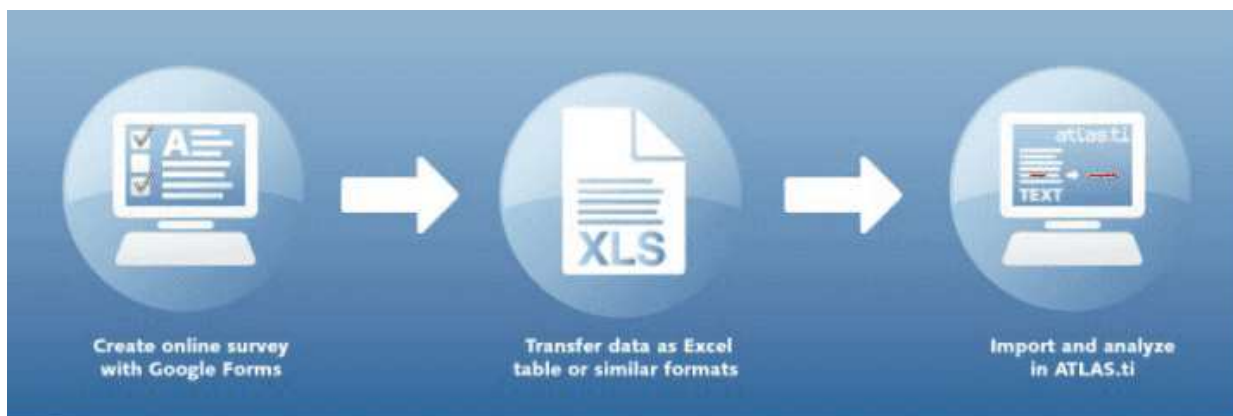 A
XLS
atlas.ti
TEXT
Create online survey
with Google Forms
Transfer data as Excel
table or similar formats
Import and analyze
in ATLAS.ti